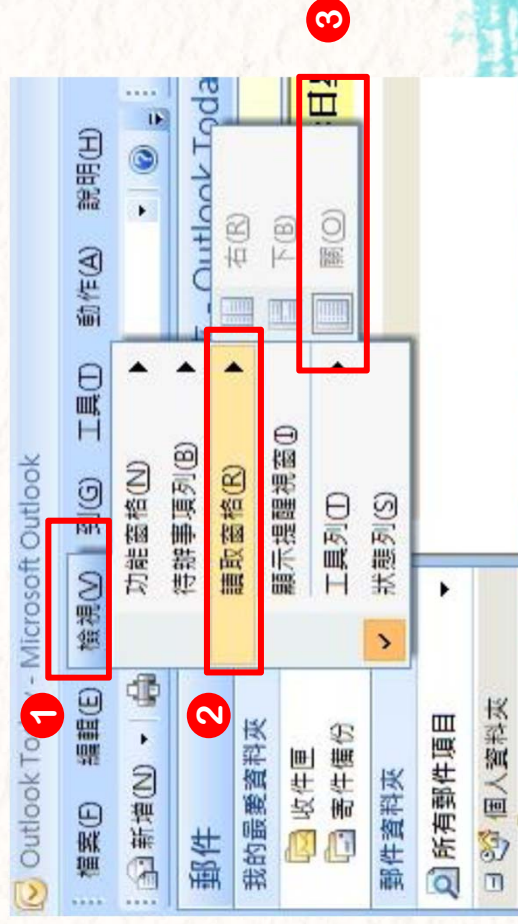 Outlook Today - Microsoft Outlook
檔案(F) 編輯(E) 檢視(V) 到(G) 工具(T) 動作(A) 說明(H)
新增(N)
郵件
我的最愛資料夾
收件匣
寄件備份
郵件資料夾
所有郵件項目
個人資料夾
功能窗格(N)
待辦事項列(B)
讀取窗格(R)
顯示提醒視窗(I)
工具列(T)
狀態列(S)
- Outlook Toda
右(R)
下(B)
關(O)
1
2
3